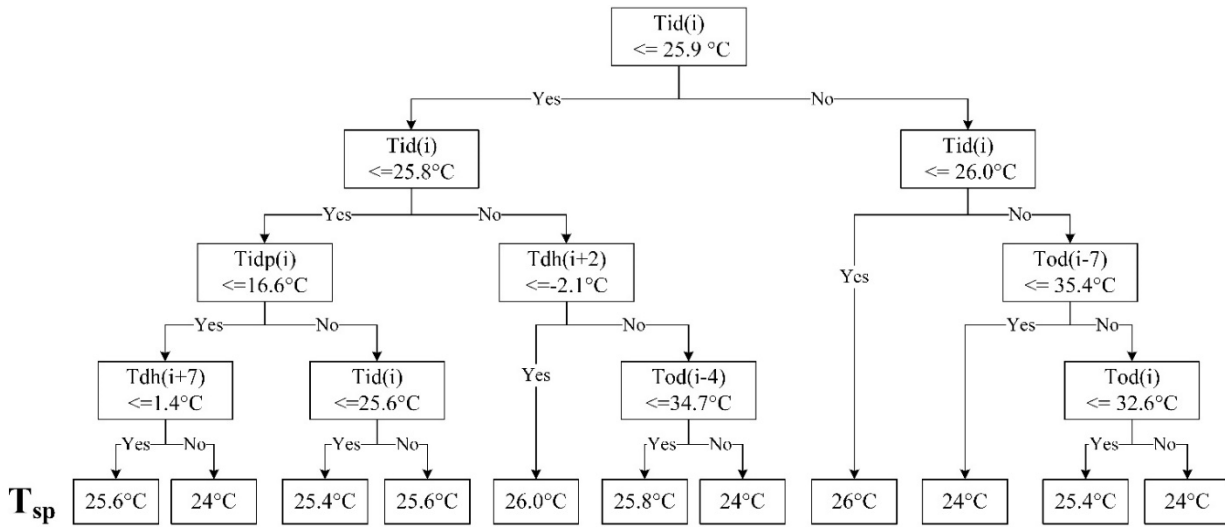 Tid(i)
<= 25.9 °C
Yes
No
Tid(i)
<=25.8°C
Tid(i)
<= 26.0°C
Yes
No
No
Tidp(i)
<=16.6°C
Tdh(i+2)
<=-2.1°C
Yes
Tod(i-7)
<= 35.4°C
Yes
No
No
Yes
No
Tdh(i+7)
<=1.4°C
Tid(i)
<=25.6°C
Yes
Tod(i-4)
<=34.7°C
Tod(i)
<= 32.6°C
Yes
No
Yes
No
Yes
No
Yes
No
Tsp
25.6°C
24°C
25.4°C
25.6°C
26.0°C
25.8°C
24°C
26°C
24°C
25.4°C
24°C